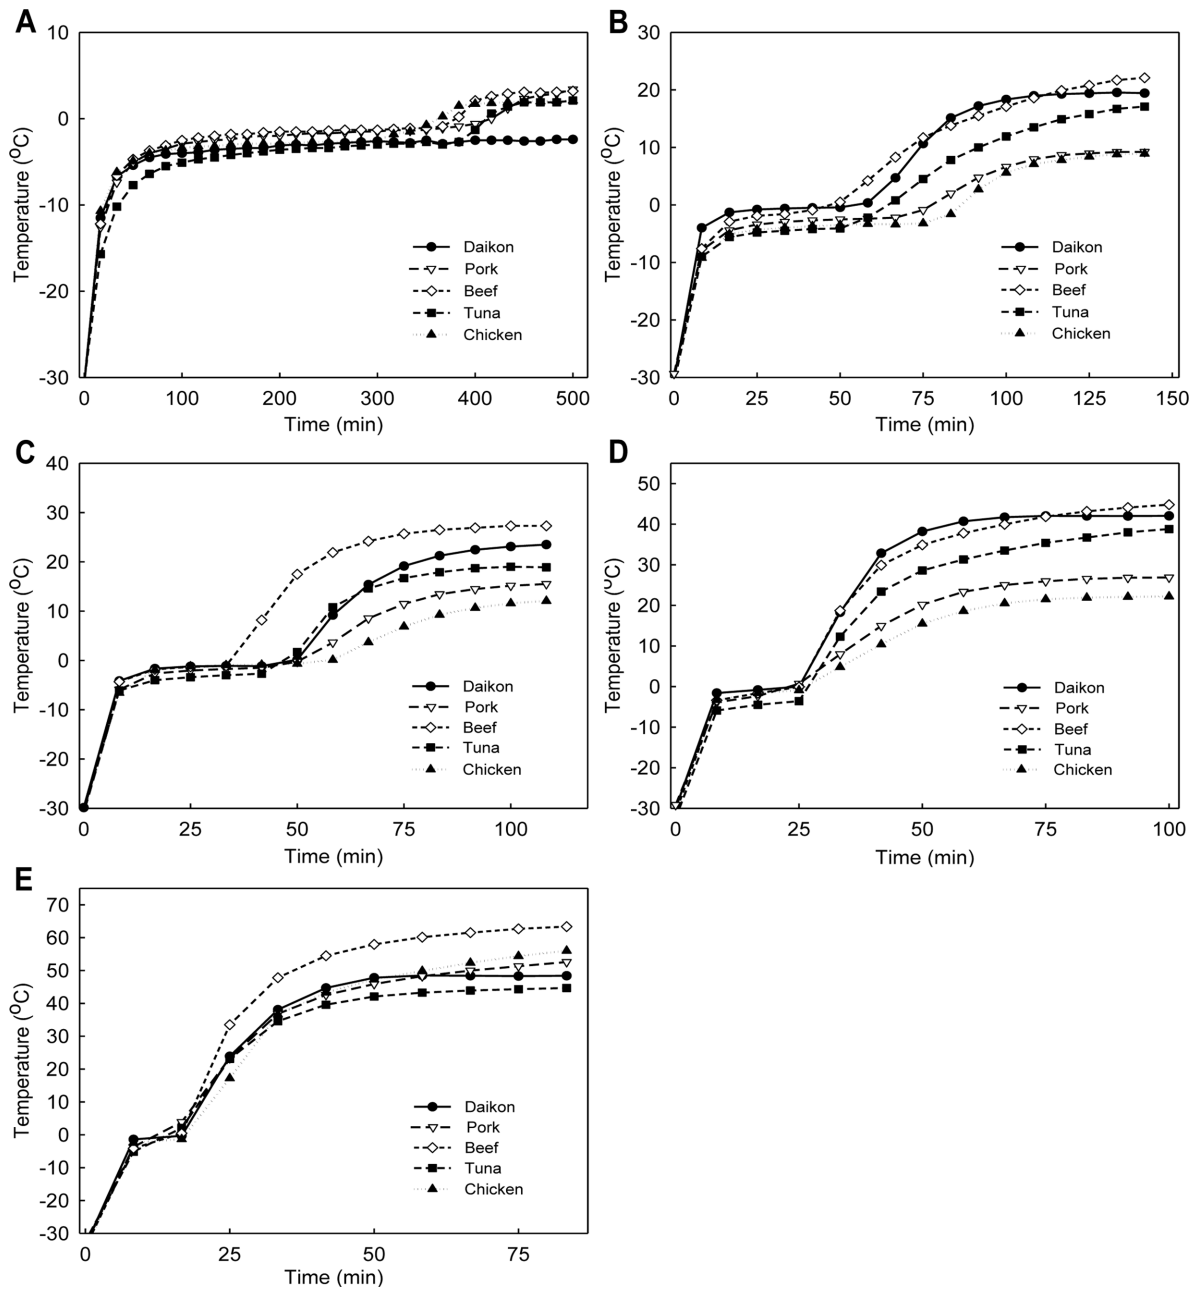 A
Temperature (°C)
10
0
-10
-20
-30
0 100 200 300 400 500
Time (min)
Daikon
Pork
Beef
Tuna
Chicken
B
Temperature (°C)
30
20
10
0
-10
-20
-30
0 25 50 75 100 125 150
Time (min)
Daikon
Pork
Beef
Tuna
Chicken
C
Temperature (°C)
40
30
20
10
0
-10
-20
-30
0 25 50 75 100
Time (min)
Daikon
Pork
Beef
Tuna
Chicken
D
Temperature (°C)
50
40
30
20
10
0
-10
-20
-30
0 25 50 75 100
Time (min)
Daikon
Pork
Beef
Tuna
Chicken
E
Temperature (°C)
70
60
50
40
30
20
10
0
-10
-20
-30
0 25 50 75
Time (min)
Daikon
Pork
Beef
Tuna
Chicken